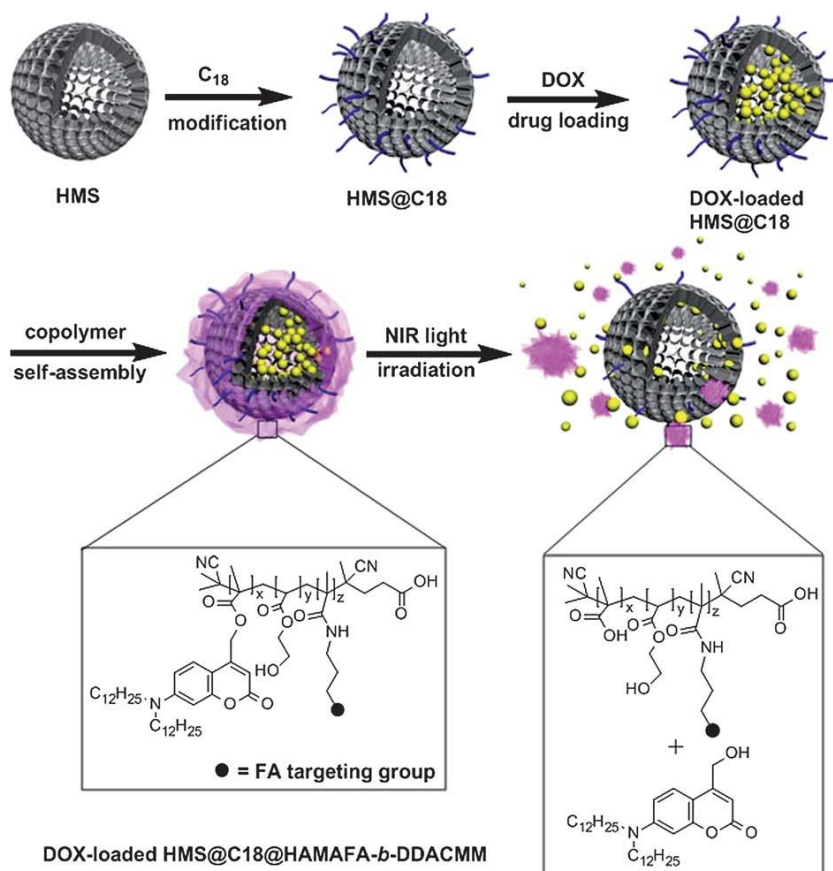 C18
modification
DOX
drug loading
HMS
HMS@C18
DOX-loaded
HMS@C18
copolymer
self-assembly
NIR light
irradiation
NC
x
y
z
CN
OH
O
O
O
O
O
O
NH
HO
C12H25
N
C12H25
O
O
● = FA targeting group
NC
x
y
z
CN
OH
O
O
OH
O
O
O
NH
HO
+
OH
C12H25
N
C12H25
O
O
DOX-loaded HMS@C18@HAMAFA-b-DDACMM